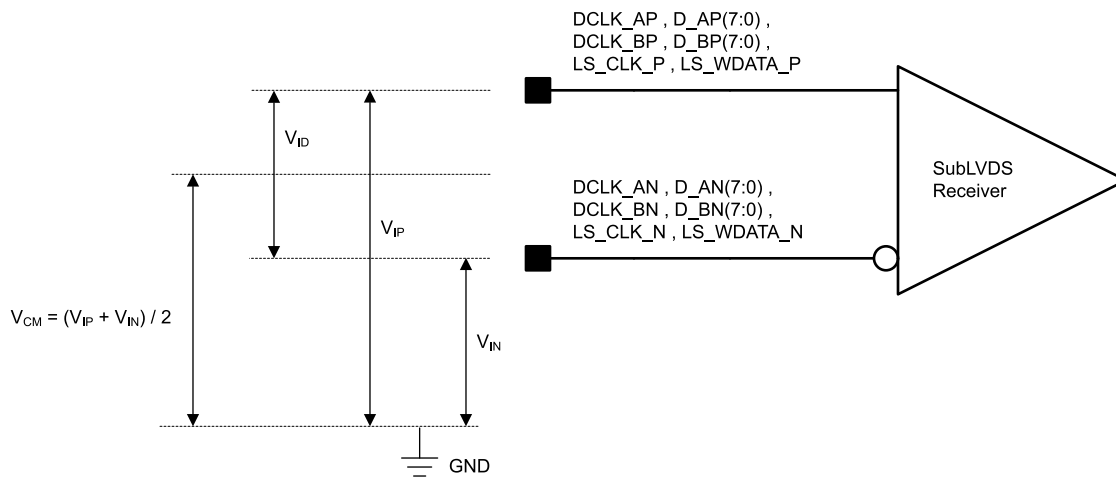 DCLK_AP , D_AP(7:0) ,
DCLK_BP , D_BP(7:0) ,
LS_CLK_P , LS_WDATA_P
V_ID
SubLVDS
Receiver
DCLK_AN , D_AN(7:0) ,
DCLK_BN , D_BN(7:0) ,
LS_CLK_N , LS_WDATA_N
V_IP
V_CM = (V_IP + V_IN) / 2
V_IN
GND